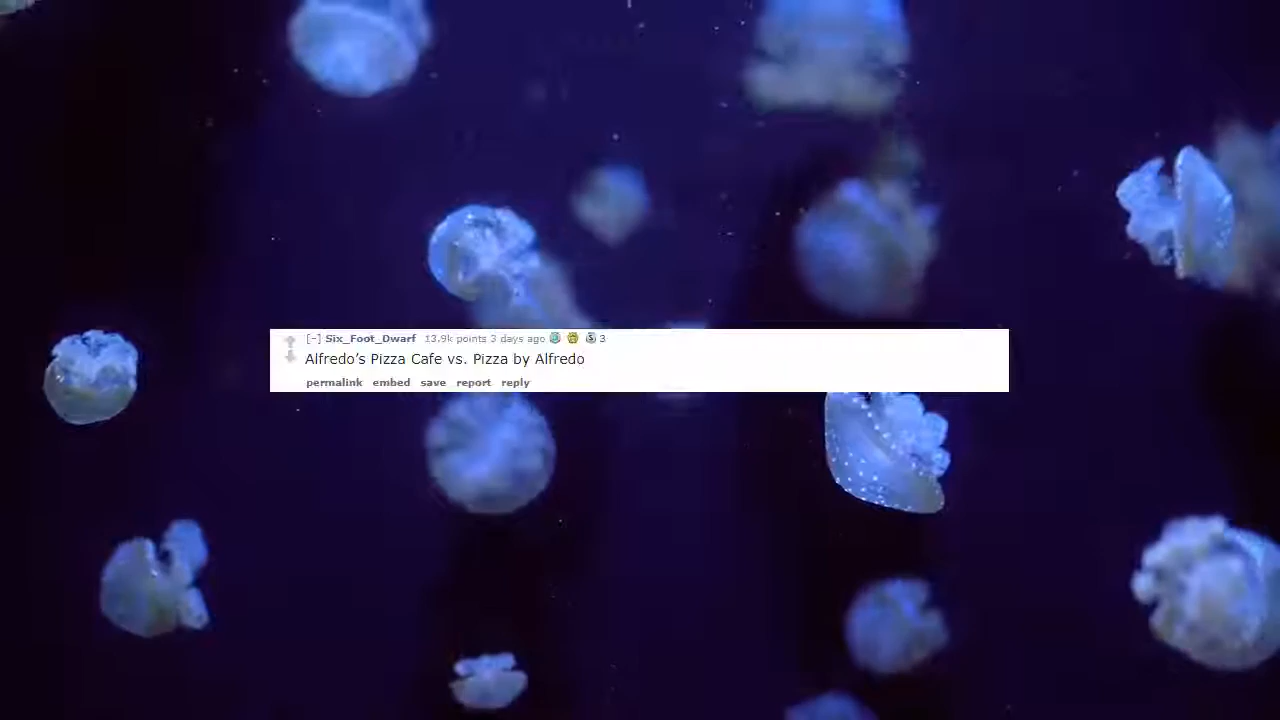 [–] Six_Foot_Dwarf 13.9k points 3 days ago 3
Alfredo’s Pizza Cafe vs. Pizza by Alfredo
permalink embed save report reply